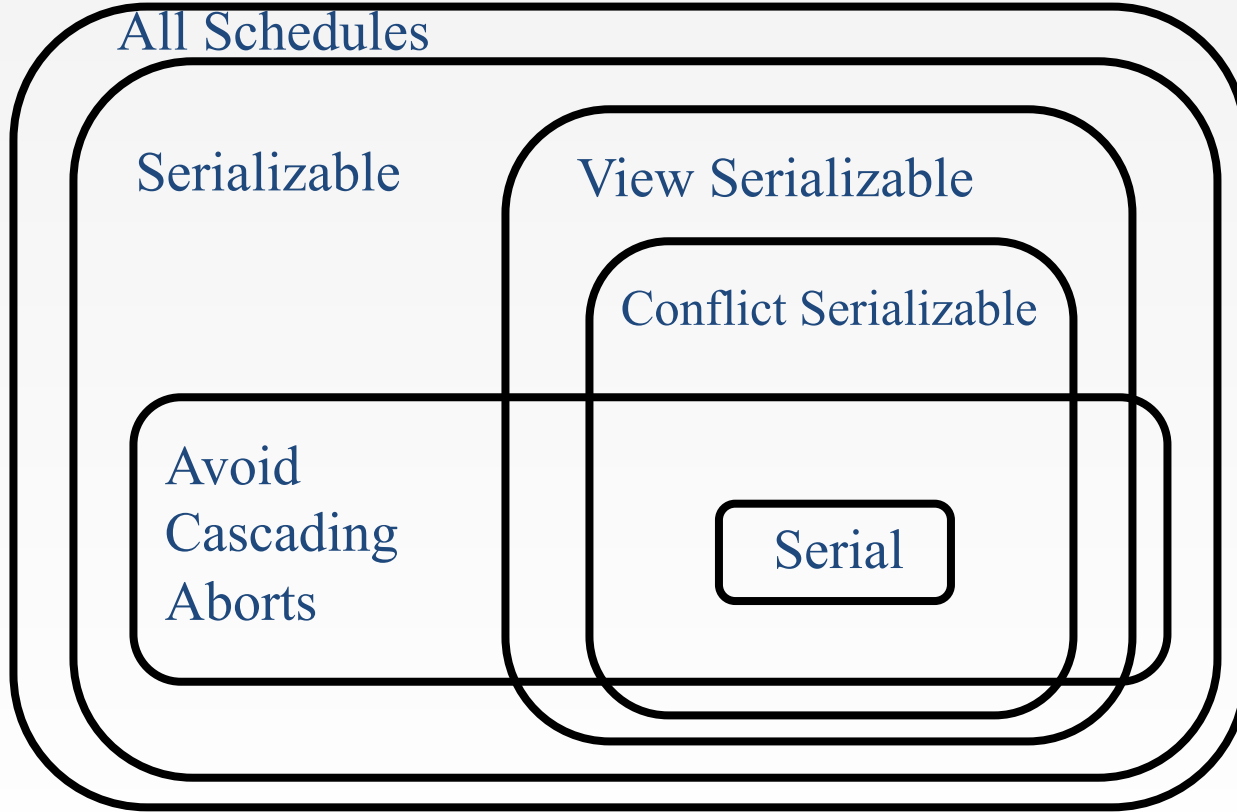 All Schedules
Serializable
View Serializable
Conflict Serializable
Avoid
Cascading
Aborts
Serial